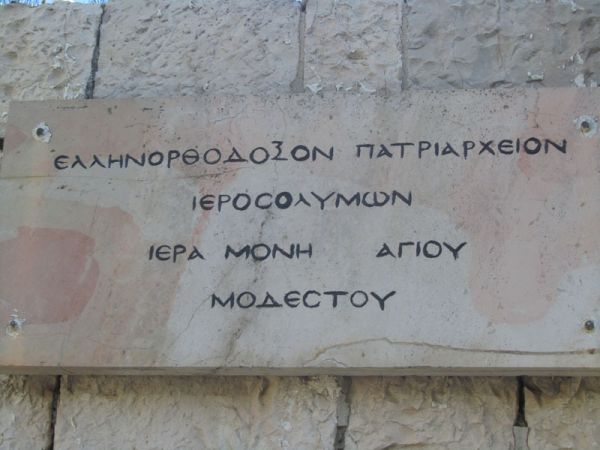 ΕΛΛΗΝΟΡΘΟΔΟΞΟΝ ΠΑΤΡΙΑΡΧΕΙΟΝ
ΙΕΡΟCΟΛΥΜΩΝ
ΙΕΡΑ ΜΟΝΗ ΑΓΙΟΥ
ΜΟΔΕCΤΟΥ